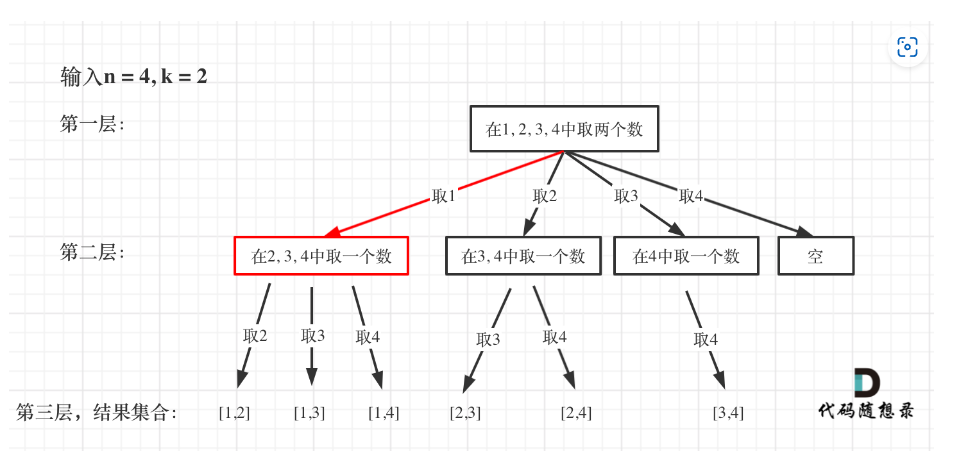 输入n = 4, k = 2
第一层：
在1, 2, 3, 4中取两个数
取1
取2
取3
取4
第二层：
在2, 3, 4中取一个数
在3, 4中取一个数
在4中取一个数
空
取2
取3
取4
取3
取4
取4
第三层，结果集合：
[1,2]
[1,3]
[1,4]
[2,3]
[2,4]
[3,4]
代码随想录